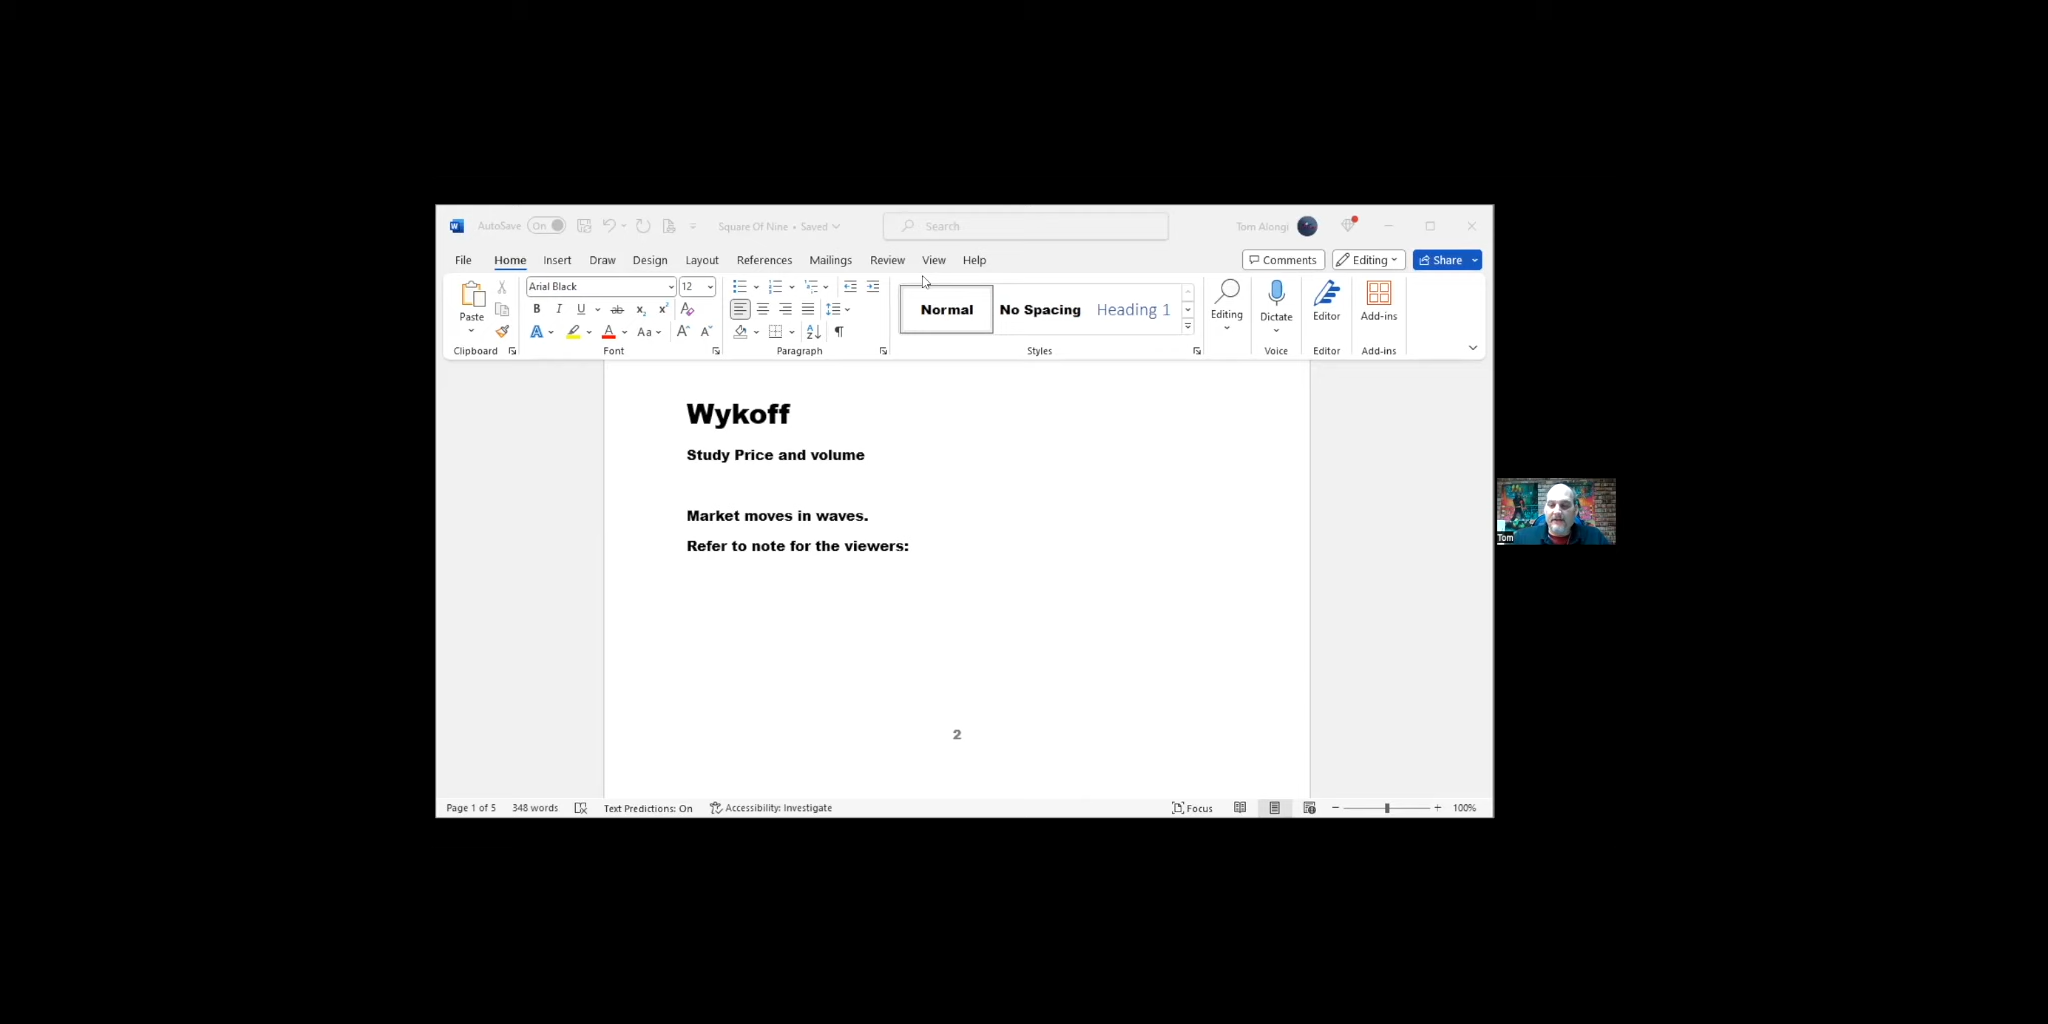 AutoSave On Square Of Nine • Saved Search Tom Alongi
File Home Insert Draw Design Layout References Mailings Review View Help Comments Editing Share
Arial Black 12
Paste
Normal No Spacing Heading 1
Editing Dictate Editor Add-ins
Clipboard Font Paragraph Styles Voice Editor Add-ins
Wykoff
Study Price and volume
Market moves in waves.
Refer to note for the viewers:
2
Tom
Page 1 of 5 348 words Text Predictions: On Accessibility: Investigate Focus 100%